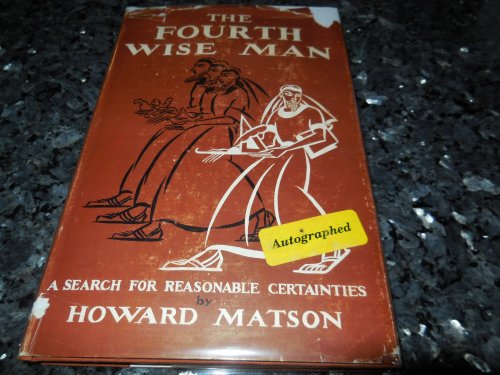 THE
FOURTH
WISE MAN
Autographed
A SEARCH FOR REASONABLE CERTAINTIES
by
HOWARD MATSON